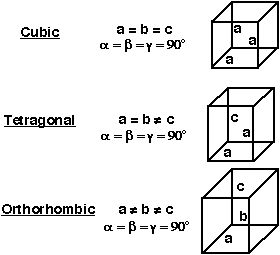 Cubic
a = b = c
α = β = γ = 90°
a
a
a
Tetragonal
a = b ≠ c
α = β = γ = 90°
c
a
a
Orthorhombic
a ≠ b ≠ c
α = β = γ = 90°
c
b
a